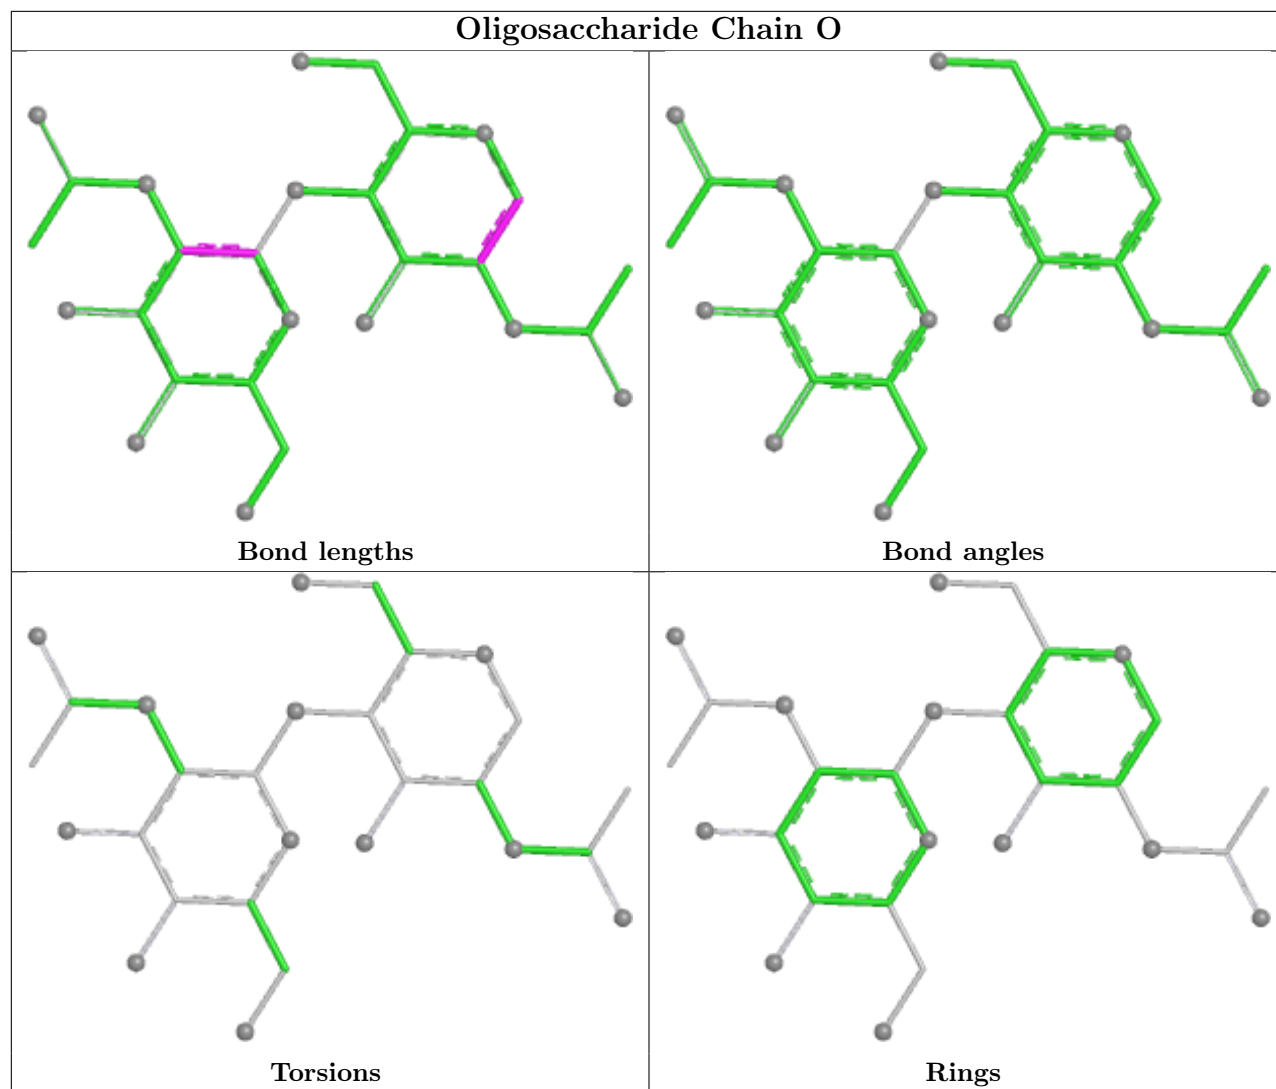 Oligosaccharide Chain O
Bond lengths
Bond angles
Torsions
Rings